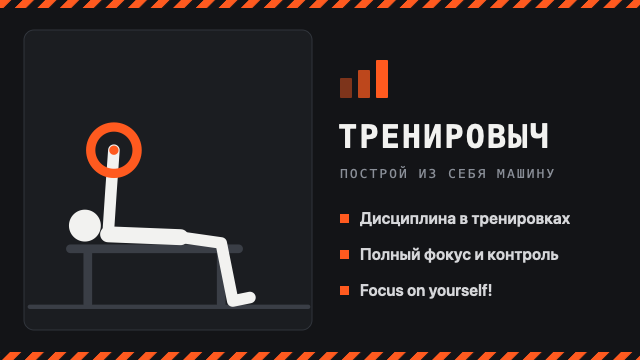 ТРЕНИРОВЫЧ
ПОСТРОЙ ИЗ СЕБЯ МАШИНУ
Дисциплина в тренировках
Полный фокус и контроль
Focus on yourself!